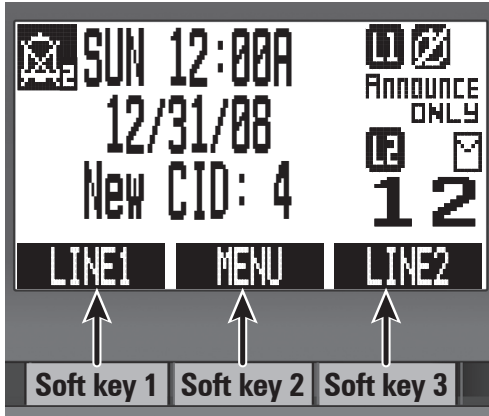 2 SUN 12:00A
12/31/08
New CID: 4
L1
Announce
ONLY
L2
12
LINE1 MENU LINE2
Soft key 1 Soft key 2 Soft key 3